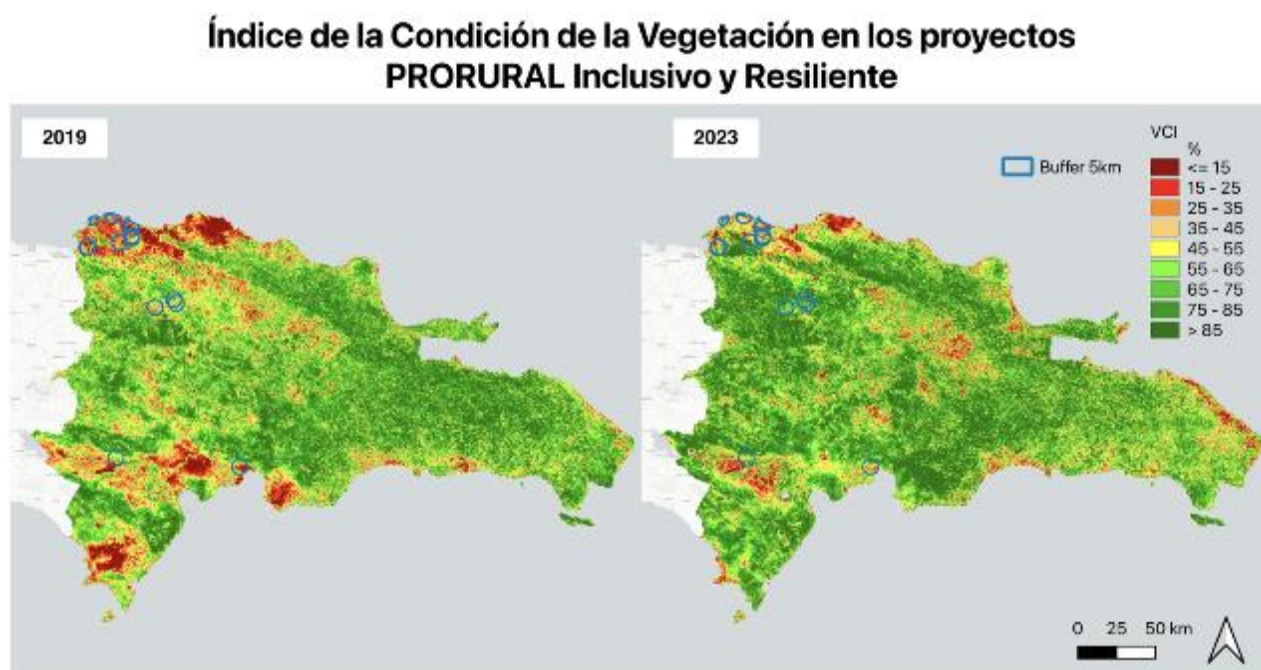 Índice de la Condición de la Vegetación en los proyectos
PRORURAL Inclusivo y Resiliente
2019
2023
Buffer 5km
VCI
%
<= 15
15 - 25
25 - 35
35 - 45
45 - 55
55 - 65
65 - 75
75 - 85
> 85
0 25 50 km